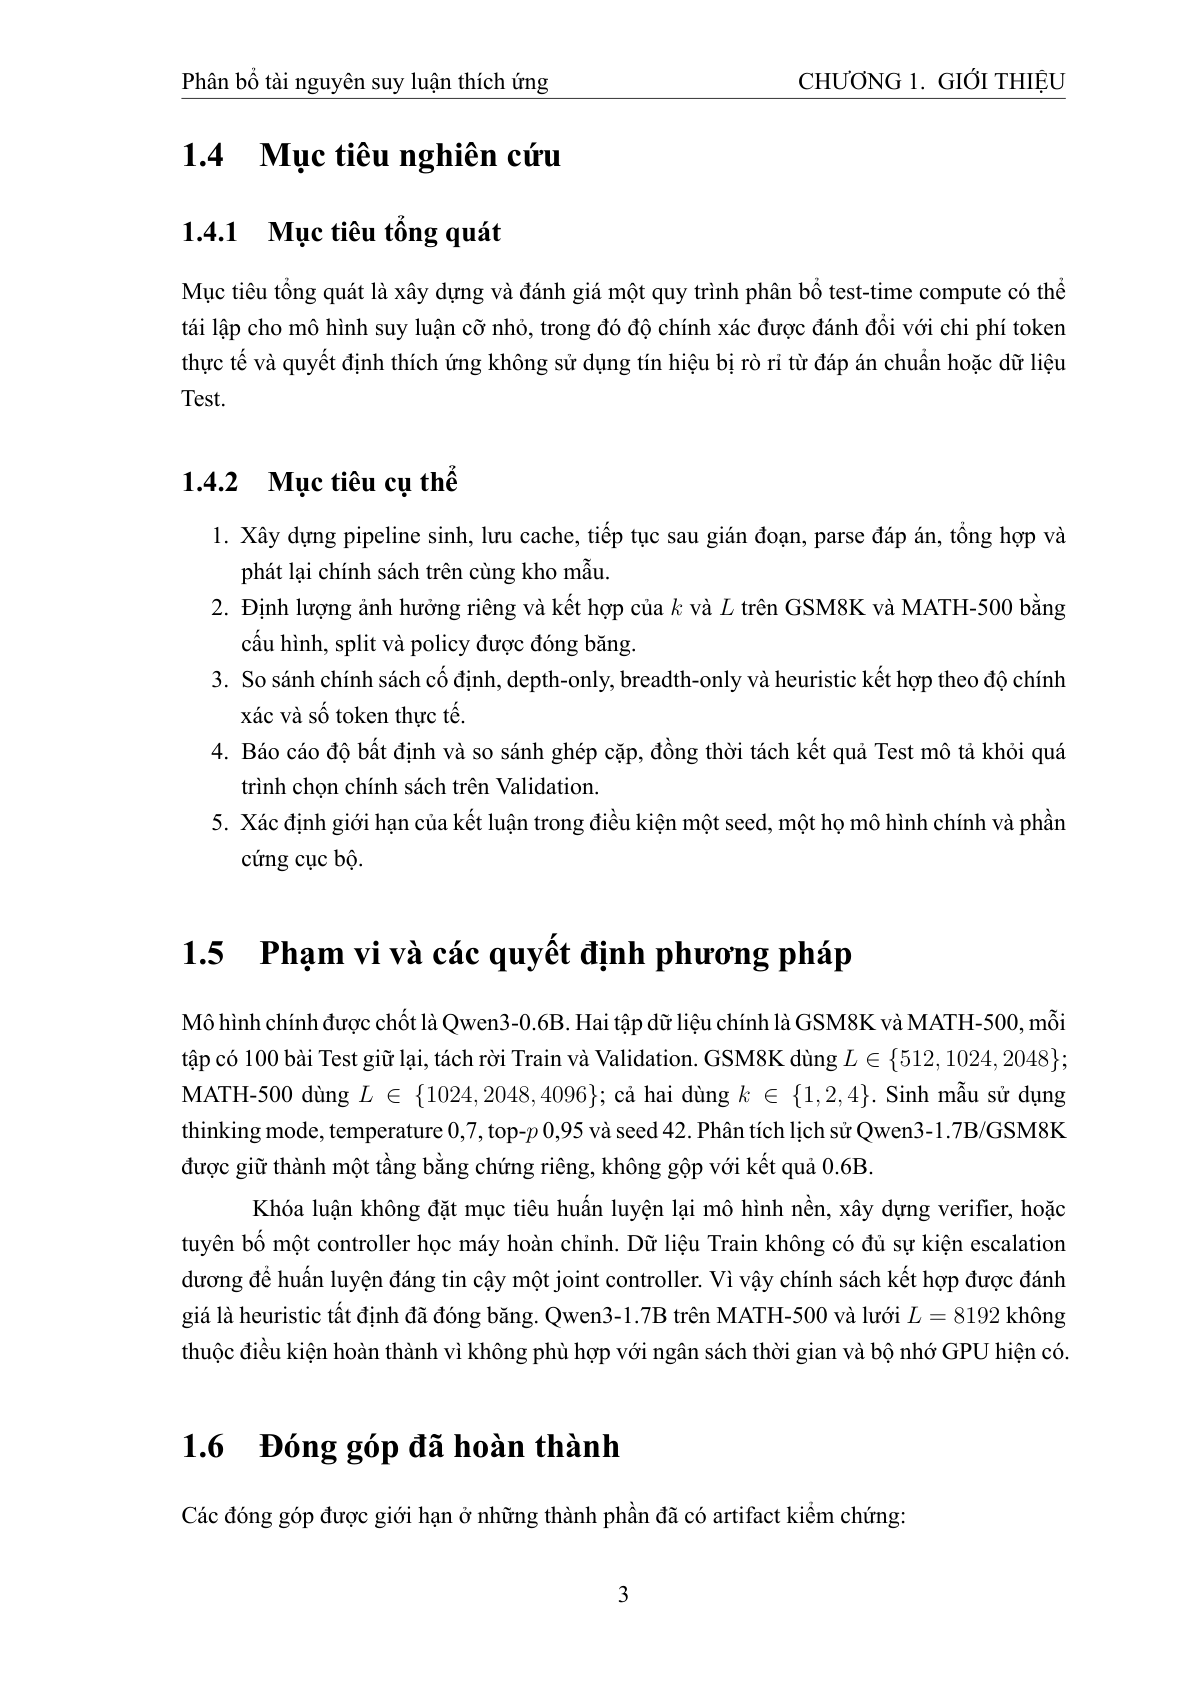 Phân bổ tài nguyên suy luận thích ứng CHƯƠNG 1. GIỚI THIỆU
1.4 Mục tiêu nghiên cứu
1.4.1 Mục tiêu tổng quát
Mục tiêu tổng quát là xây dựng và đánh giá một quy trình phân bổ test-time compute có thể
tái lập cho mô hình suy luận cỡ nhỏ, trong đó độ chính xác được đánh đổi với chi phí token
thực tế và quyết định thích ứng không sử dụng tín hiệu bị rò rỉ từ đáp án chuẩn hoặc dữ liệu
Test.
1.4.2 Mục tiêu cụ thể
1. Xây dựng pipeline sinh, lưu cache, tiếp tục sau gián đoạn, parse đáp án, tổng hợp và
phát lại chính sách trên cùng kho mẫu.
2. Định lượng ảnh hưởng riêng và kết hợp của k và L trên GSM8K và MATH-500 bằng
cấu hình, split và policy được đóng băng.
3. So sánh chính sách cố định, depth-only, breadth-only và heuristic kết hợp theo độ chính
xác và số token thực tế.
4. Báo cáo độ bất định và so sánh ghép cặp, đồng thời tách kết quả Test mô tả khỏi quá
trình chọn chính sách trên Validation.
5. Xác định giới hạn của kết luận trong điều kiện một seed, một họ mô hình chính và phần
cứng cục bộ.
1.5 Phạm vi và các quyết định phương pháp
Mô hình chính được chốt là Qwen3-0.6B. Hai tập dữ liệu chính là GSM8K và MATH-500, mỗi
tập có 100 bài Test giữ lại, tách rời Train và Validation. GSM8K dùng L ∈ {512, 1024, 2048};
MATH-500 dùng L ∈ {1024, 2048, 4096}; cả hai dùng k ∈ {1, 2, 4}. Sinh mẫu sử dụng
thinking mode, temperature 0,7, top-p 0,95 và seed 42. Phân tích lịch sử Qwen3-1.7B/GSM8K
được giữ thành một tầng bằng chứng riêng, không gộp với kết quả 0.6B.
Khóa luận không đặt mục tiêu huấn luyện lại mô hình nền, xây dựng verifier, hoặc
tuyên bố một controller học máy hoàn chỉnh. Dữ liệu Train không có đủ sự kiện escalation
dương để huấn luyện đáng tin cậy một joint controller. Vì vậy chính sách kết hợp được đánh
giá là heuristic tất định đã đóng băng. Qwen3-1.7B trên MATH-500 và lưới L = 8192 không
thuộc điều kiện hoàn thành vì không phù hợp với ngân sách thời gian và bộ nhớ GPU hiện có.
1.6 Đóng góp đã hoàn thành
Các đóng góp được giới hạn ở những thành phần đã có artifact kiểm chứng:
3